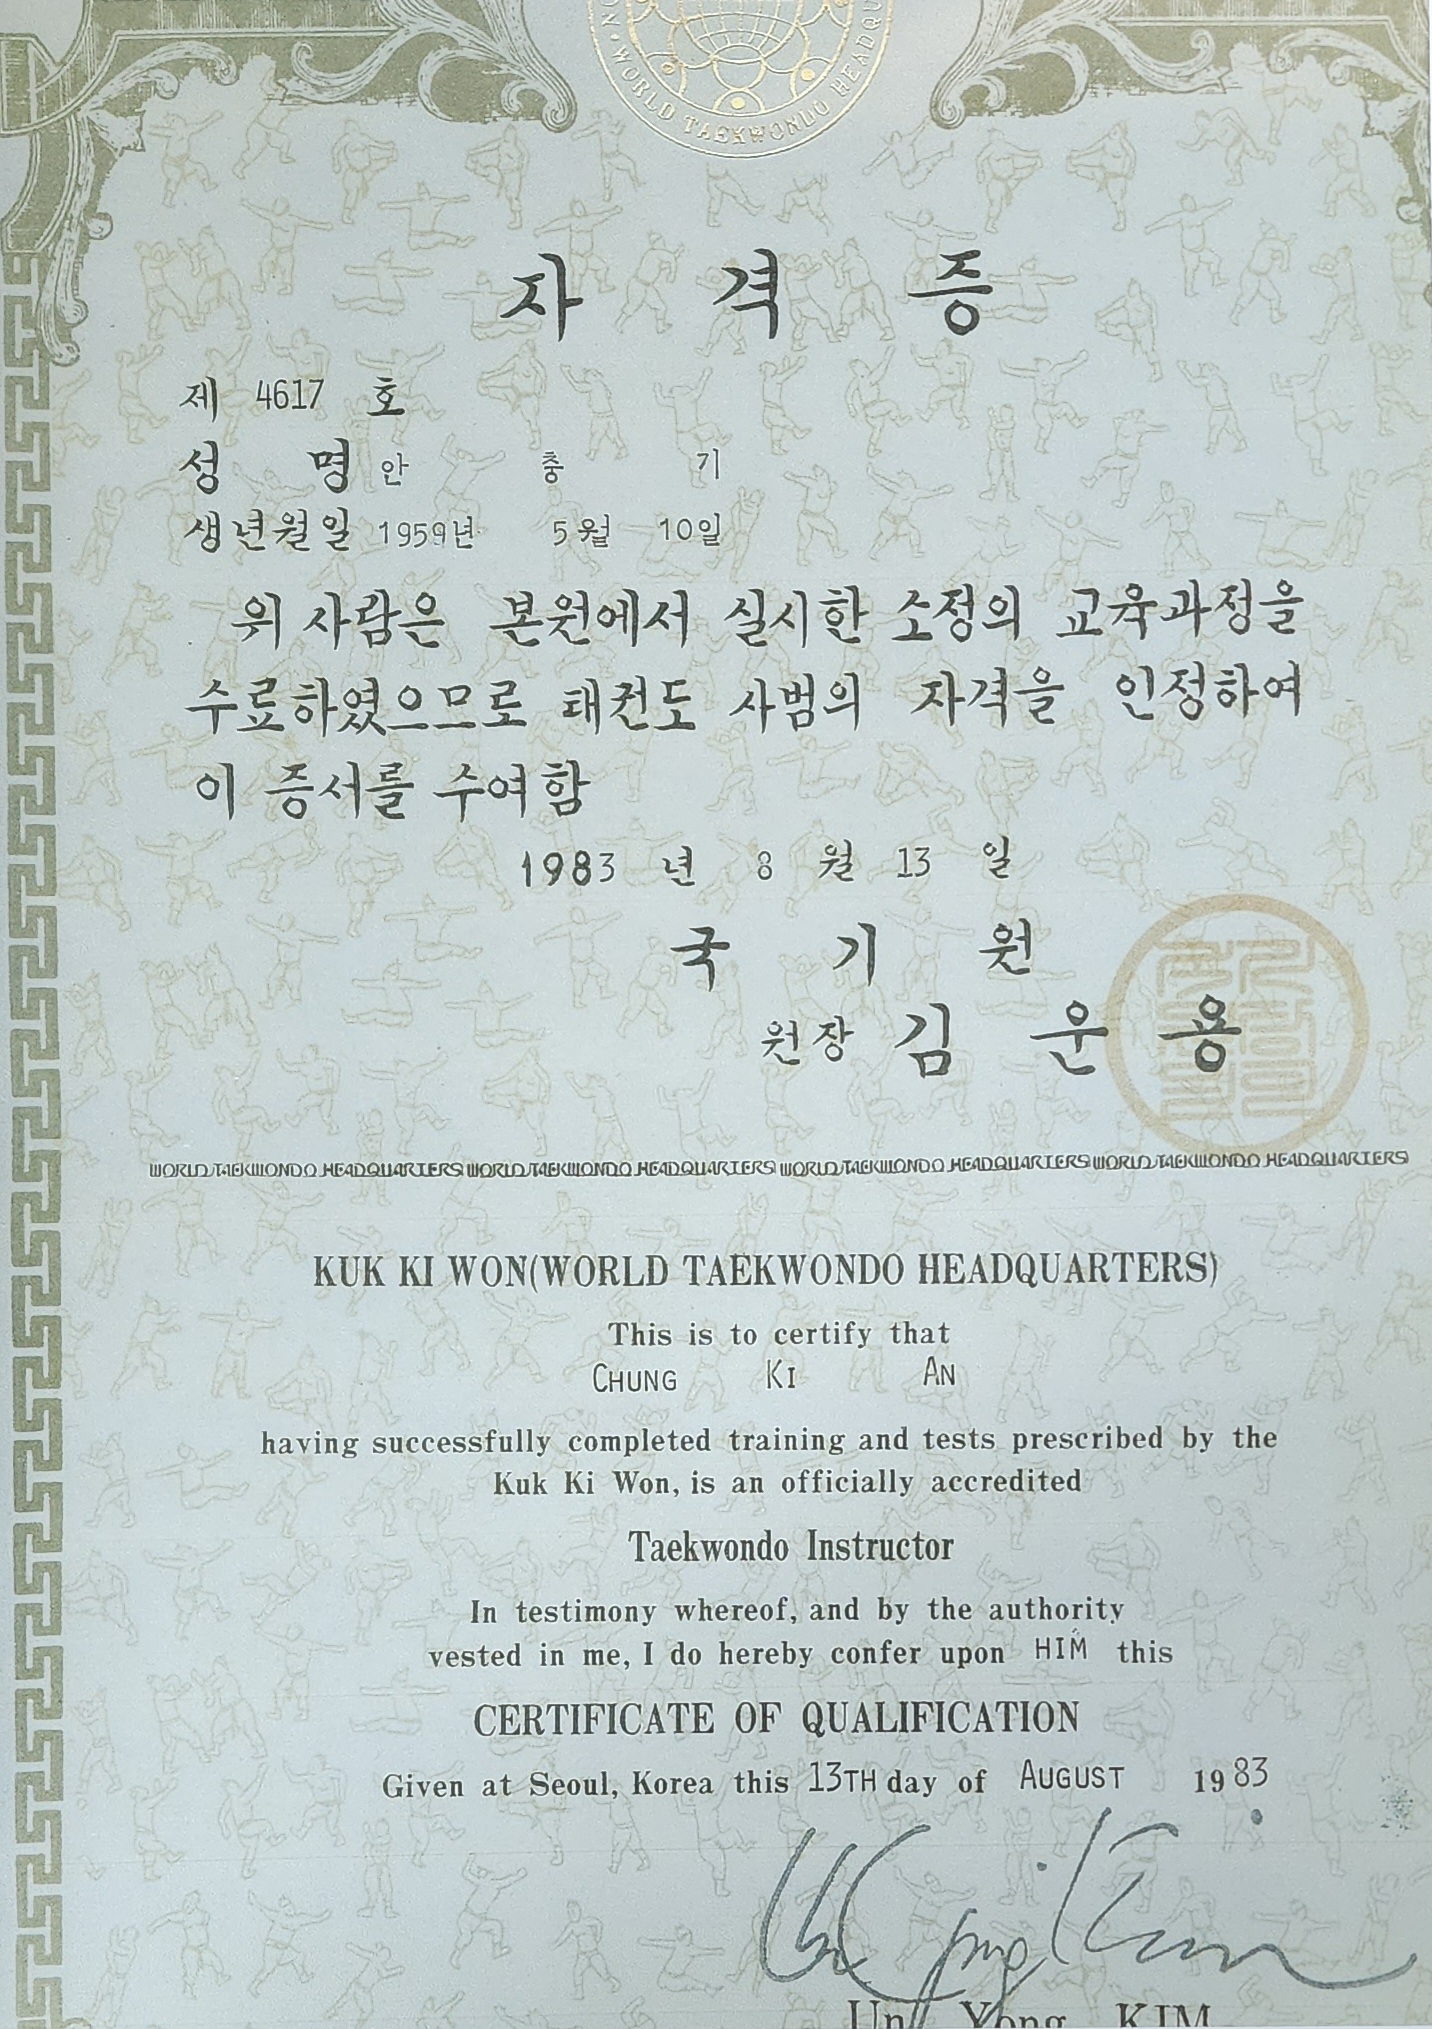 WORLD TAEKWONDO HEADQU
자 격 증
제 4617 호
성 명 안 충 기
생년월일 1959년 5월 10일
위 사람은 본원에서 실시한 소정의 교육과정을
수료하였으므로 태권도 사범의 자격을 인정하여
이 증서를 수여함
1983 년 8 월 13 일
국 기 원
원장 김 운 용
WORLD TAEKWONDO HEADQUARTERS WORLD TAEKWONDO HEADQUARTERS WORLD TAEKWONDO HEADQUARTERS WORLD TAEKWONDO HEADQUARTERS
KUK KI WON(WORLD TAEKWONDO HEADQUARTERS)
This is to certify that
CHUNG KI AN
having successfully completed training and tests prescribed by the
Kuk Ki Won, is an officially accredited
Taekwondo Instructor
In testimony whereof, and by the authority
vested in me, I do hereby confer upon HIM this
CERTIFICATE OF QUALIFICATION
Given at Seoul, Korea this 13TH day of AUGUST 1983
Un Yong KIM